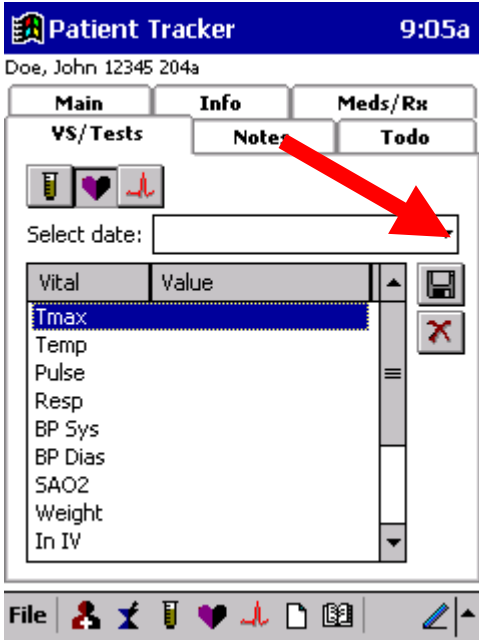 Patient Tracker 9:05a
Doe, John 12345 204a
Main Info Meds/Rx
VS/Tests Notes Todo
Select date:
Vital Value
Tmax
Temp
Pulse
Resp
BP Sys
BP Dias
SAO2
Weight
In IV
File